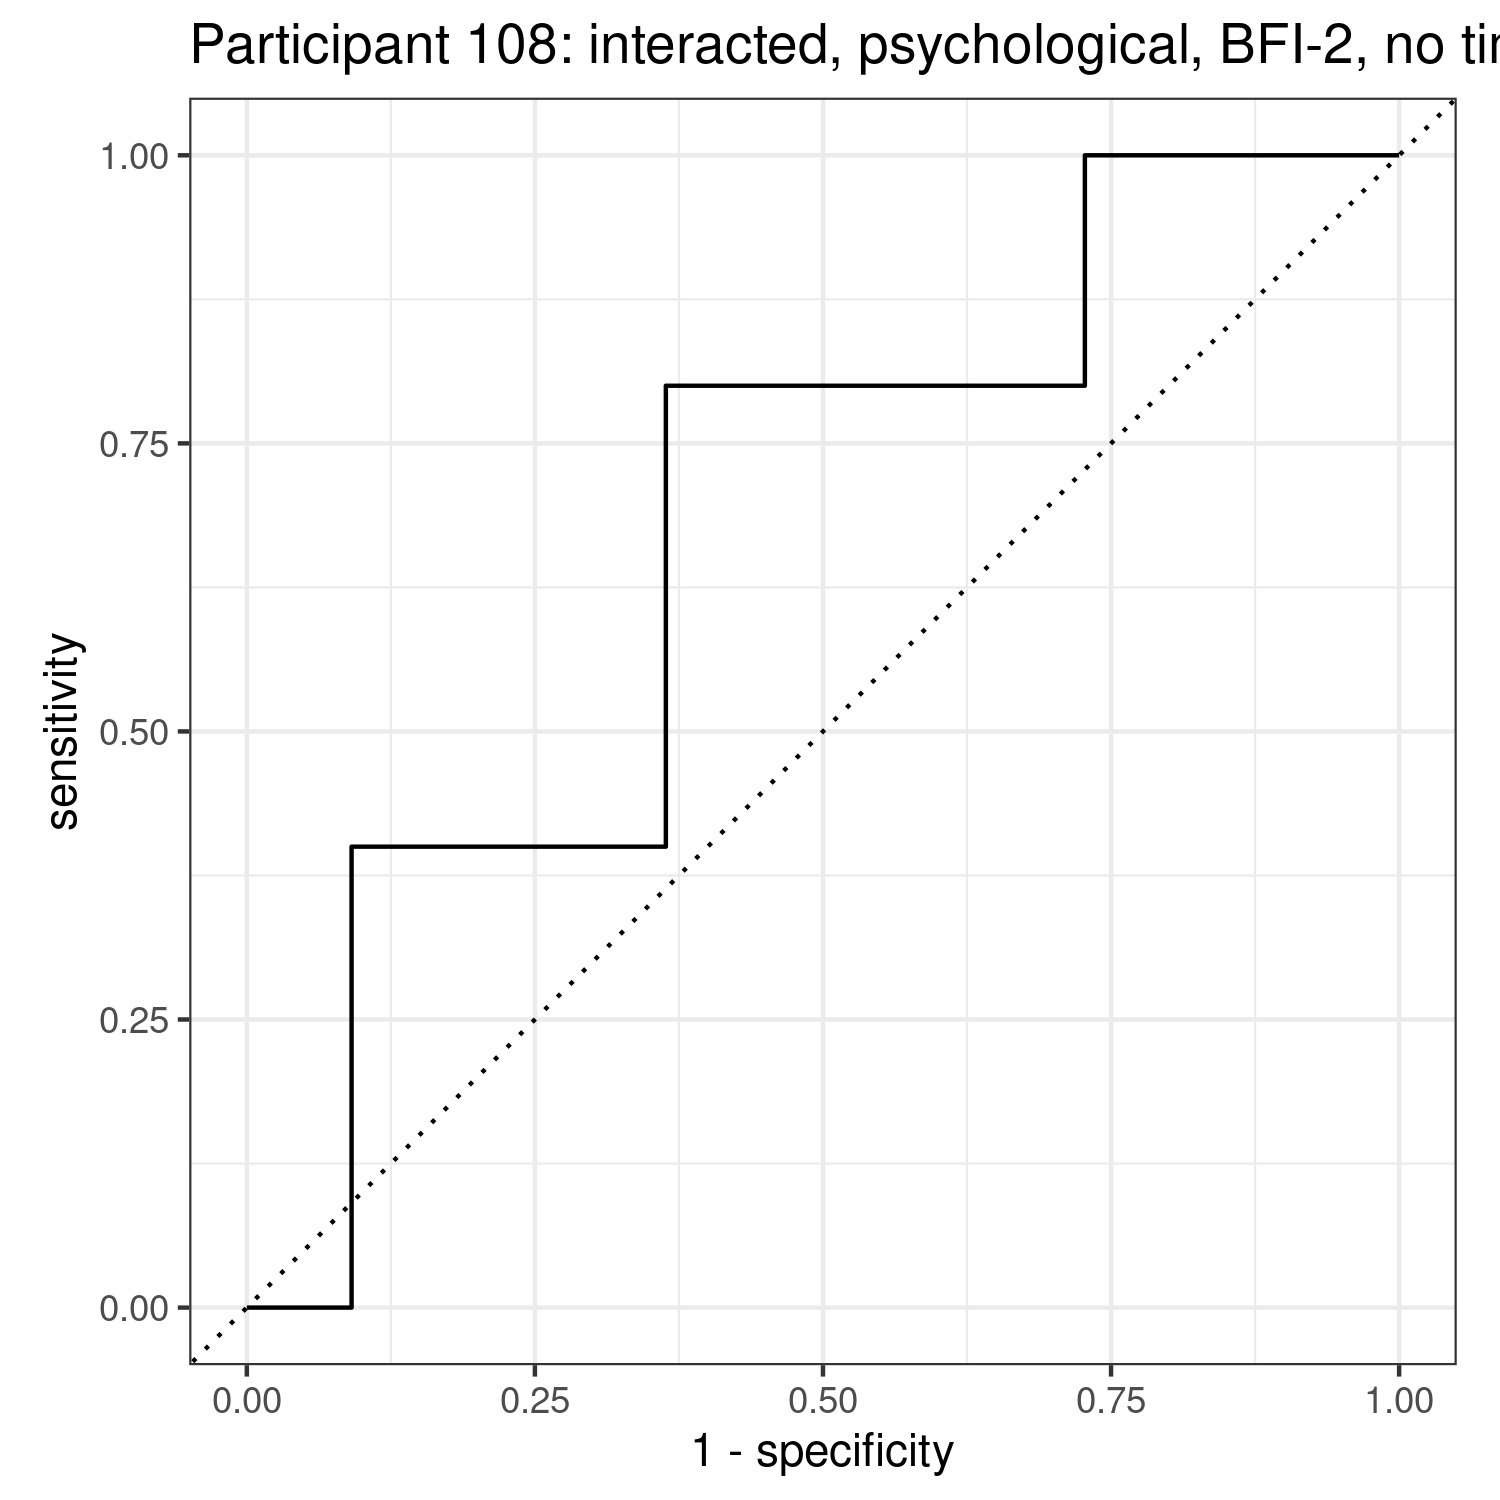 Participant 108: interacted, psychological, BFI-2, no
1.00
0.75
0.50
0.25
0.00
sensitivity
0.00 0.25 0.50 0.75 1.00
1 - specificity